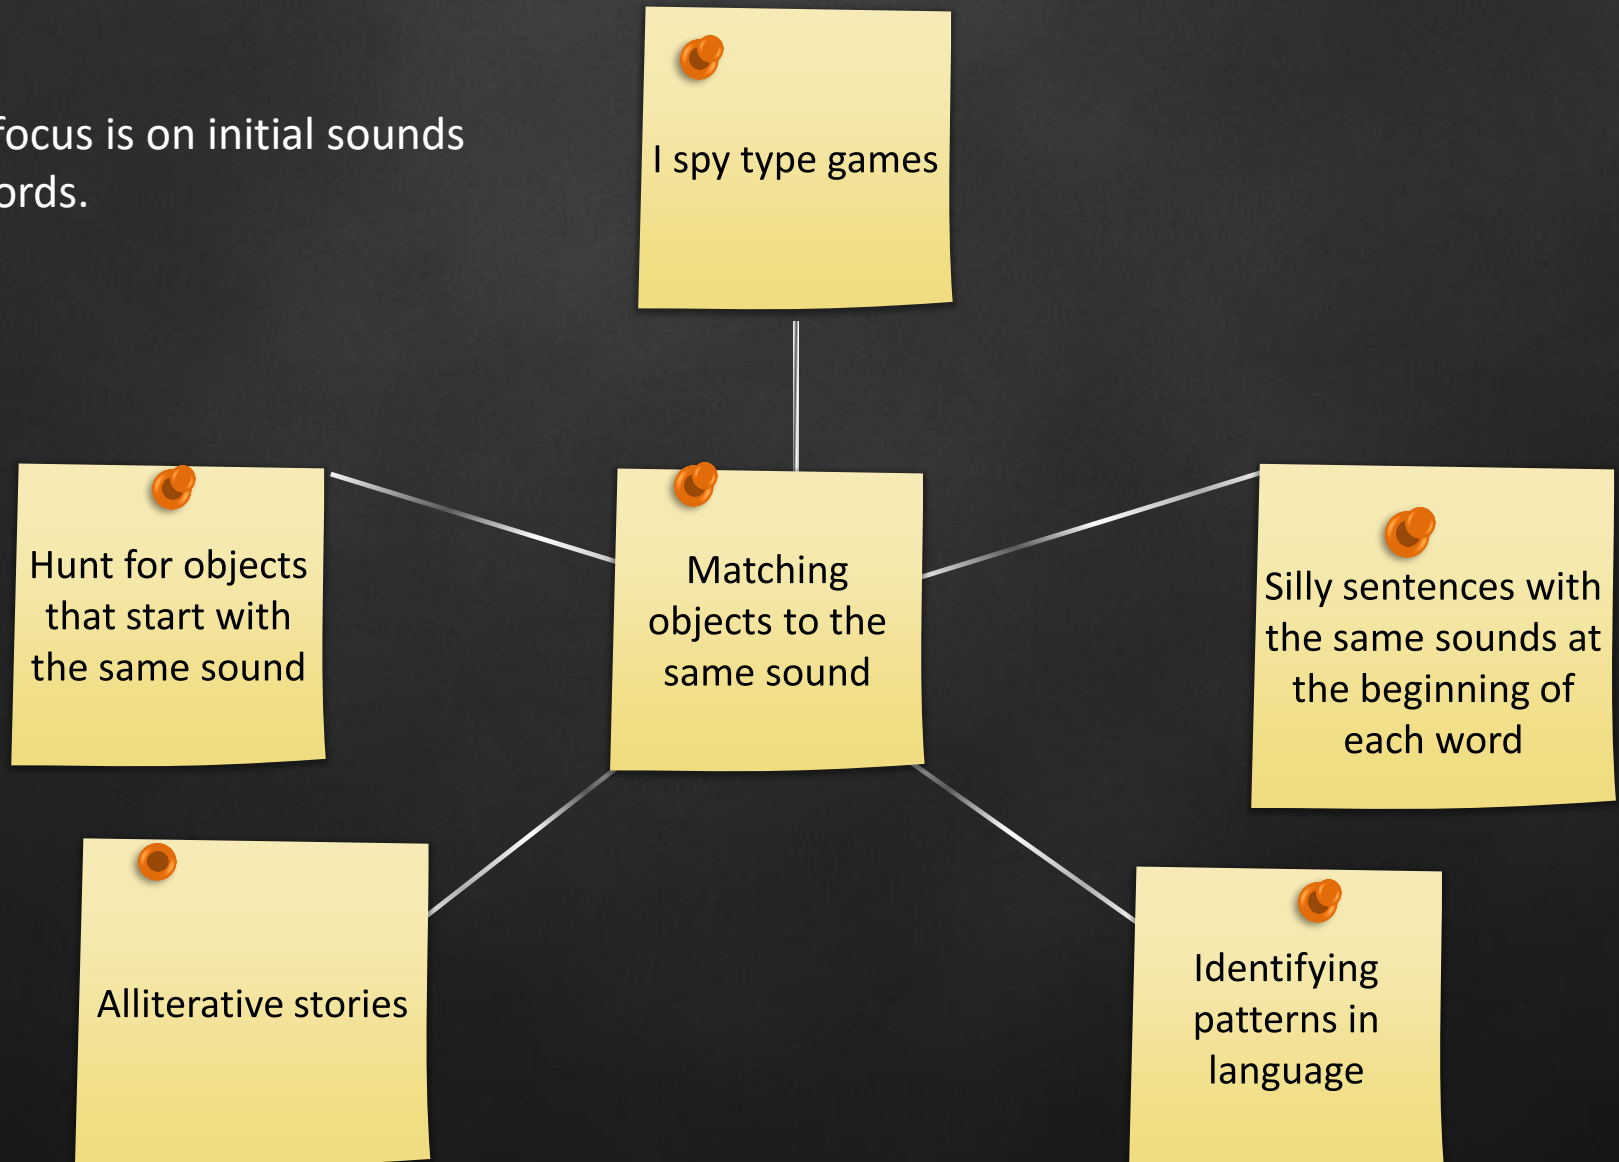 focus is on initial sounds
ords.
I spy type games
Hunt for objects
that start with
the same sound
Matching
objects to the
same sound
Silly sentences with
the same sounds at
the beginning of
each word
Alliterative stories
Identifying
patterns in
language